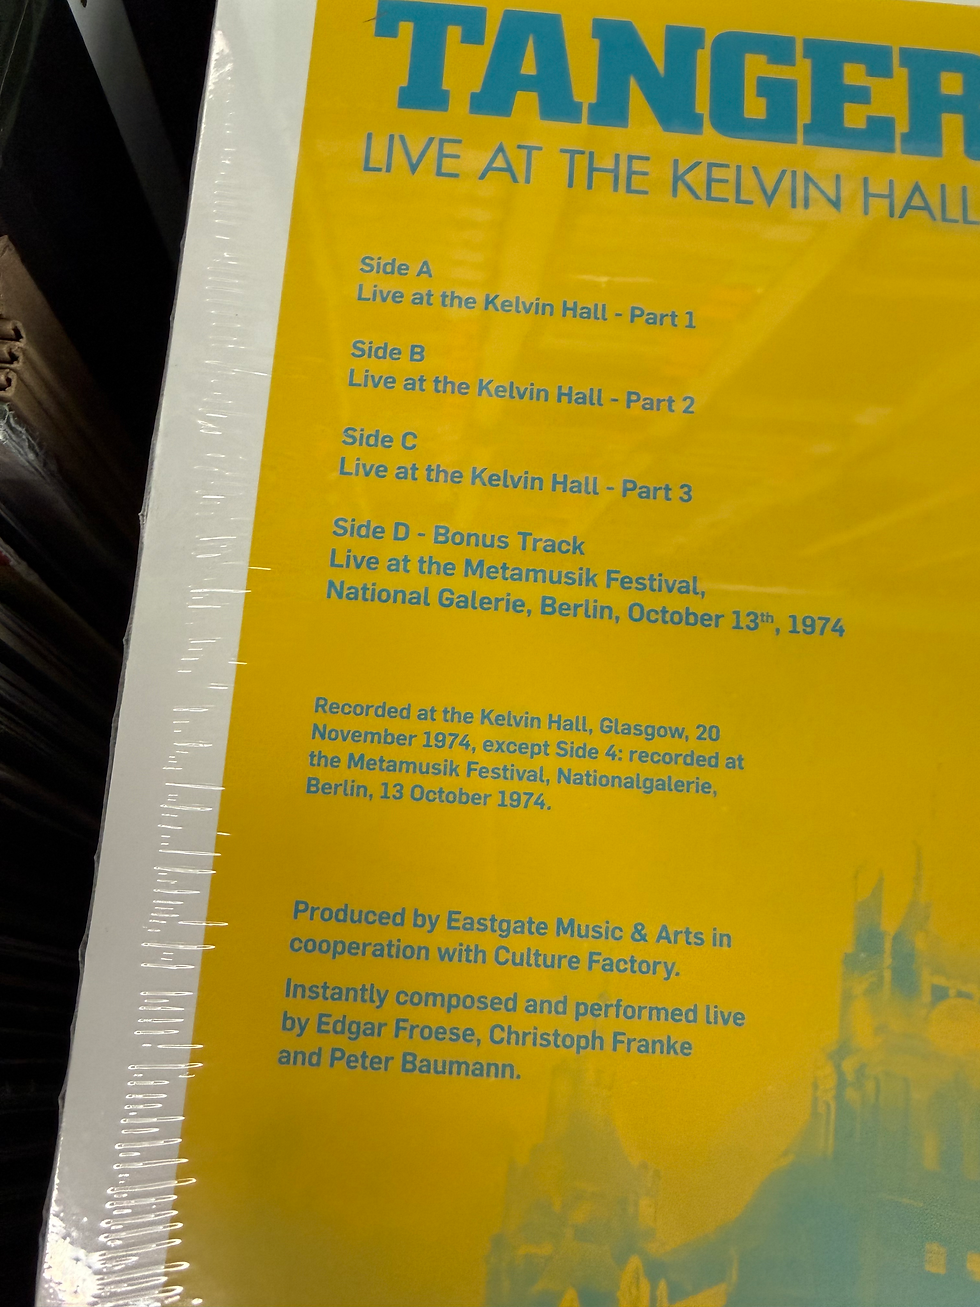 TANGER
LIVE AT THE KELVIN HALL
Side A
Live at the Kelvin Hall - Part 1
Side B
Live at the Kelvin Hall - Part 2
Side C
Live at the Kelvin Hall - Part 3
Side D - Bonus Track
Live at the Metamusik Festival,
National Galerie, Berlin, October 13th, 1974
Recorded at the Kelvin Hall, Glasgow, 20
November 1974, except Side 4: recorded at
the Metamusik Festival, Nationalgalerie,
Berlin, 13 October 1974.
Produced by Eastgate Music & Arts in
cooperation with Culture Factory.
Instantly composed and performed live
by Edgar Froese, Christoph Franke
and Peter Baumann.